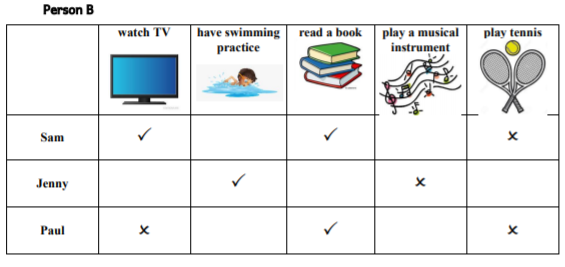 Person B
watch TV
have swimming
practice
read a book
play a musical
instrument
play tennis
Sam ✓ ✓ ✗
Jenny ✓ ✗
Paul ✗ ✓ ✗